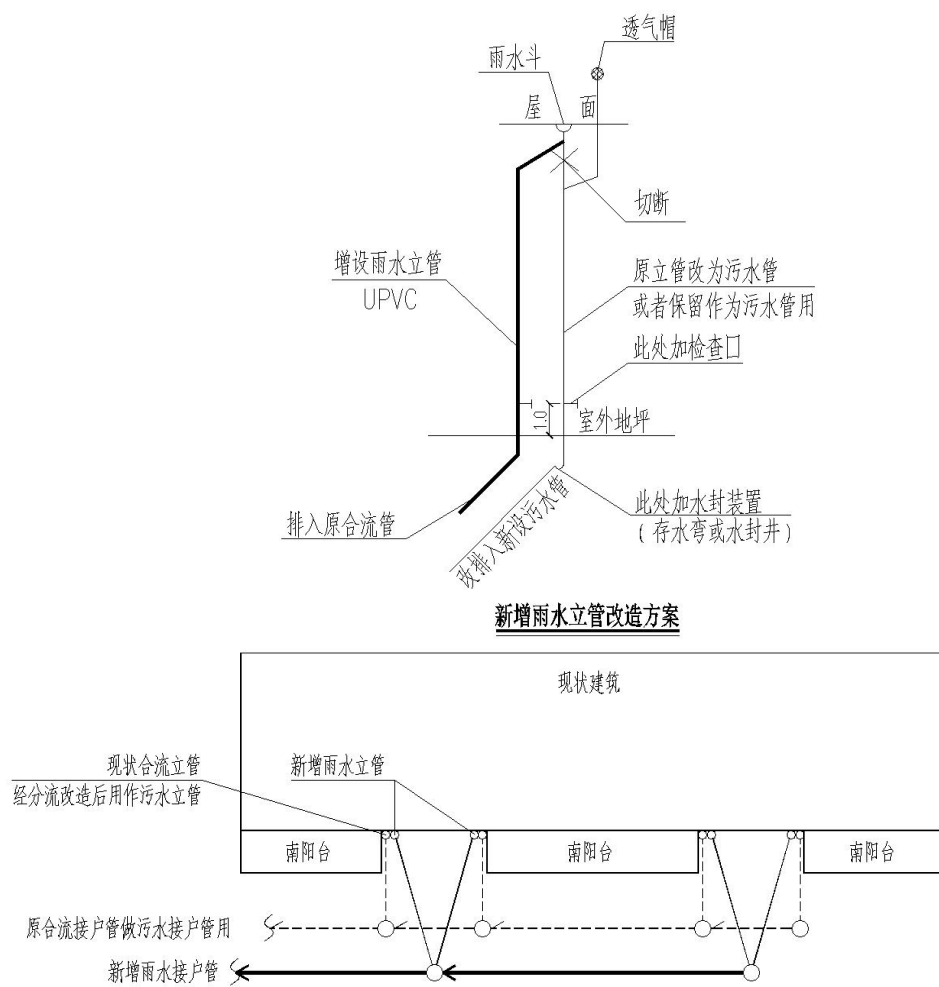 透气帽
雨水斗
屋 面
切断
增设雨水立管
UPVC
原立管改为污水管
或者保留作为污水管用
此处加检查口
1.0
室外地坪
排入原合流管
改排入新设污水管
此处加水封装置
(存水弯或水封井)
新增雨水立管改造方案
现状建筑
现状合流立管
经分流改造后用作污水立管
新增雨水立管
南阳台
南阳台
南阳台
原合流接户管做污水接户管用
新增雨水接户管